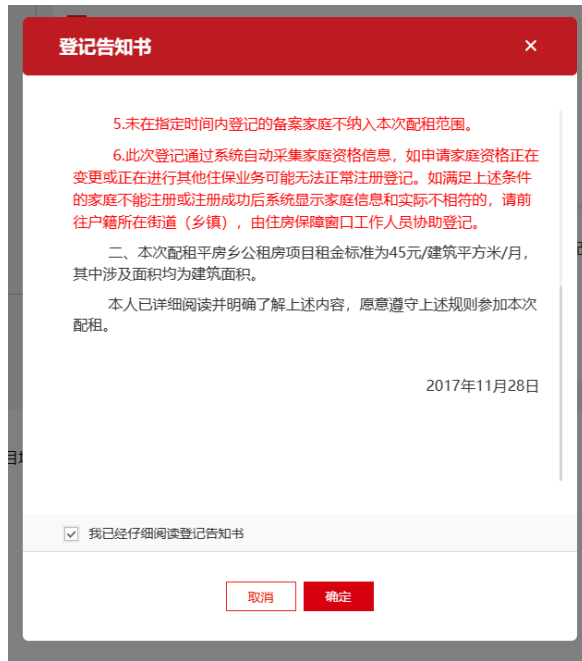 登记告知书
×
5.未在指定时间内登记的备案家庭不纳入本次配租范围。
6.此次登记通过系统自动采集家庭资格信息，如申请家庭资格正在
变更或正在进行其他住保业务可能无法正常注册登记。如满足上述条件
的家庭不能注册或注册成功后系统显示家庭信息和实际不相符的，请前
往户籍所在街道（乡镇），由住房保障窗口工作人员协助登记。
二、本次配租平房乡公租房项目租金标准为45元/建筑平方米/月，
其中涉及面积均为建筑面积。
本人已详细阅读并明确了解上述内容，愿意遵守上述规则参加本次
配租。
2017年11月28日
我已经仔细阅读登记告知书
取消
确定